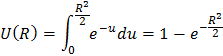 U(R) = ∫₀^{R²/2} e^{-u} du = 1 − e^{-R²/2}